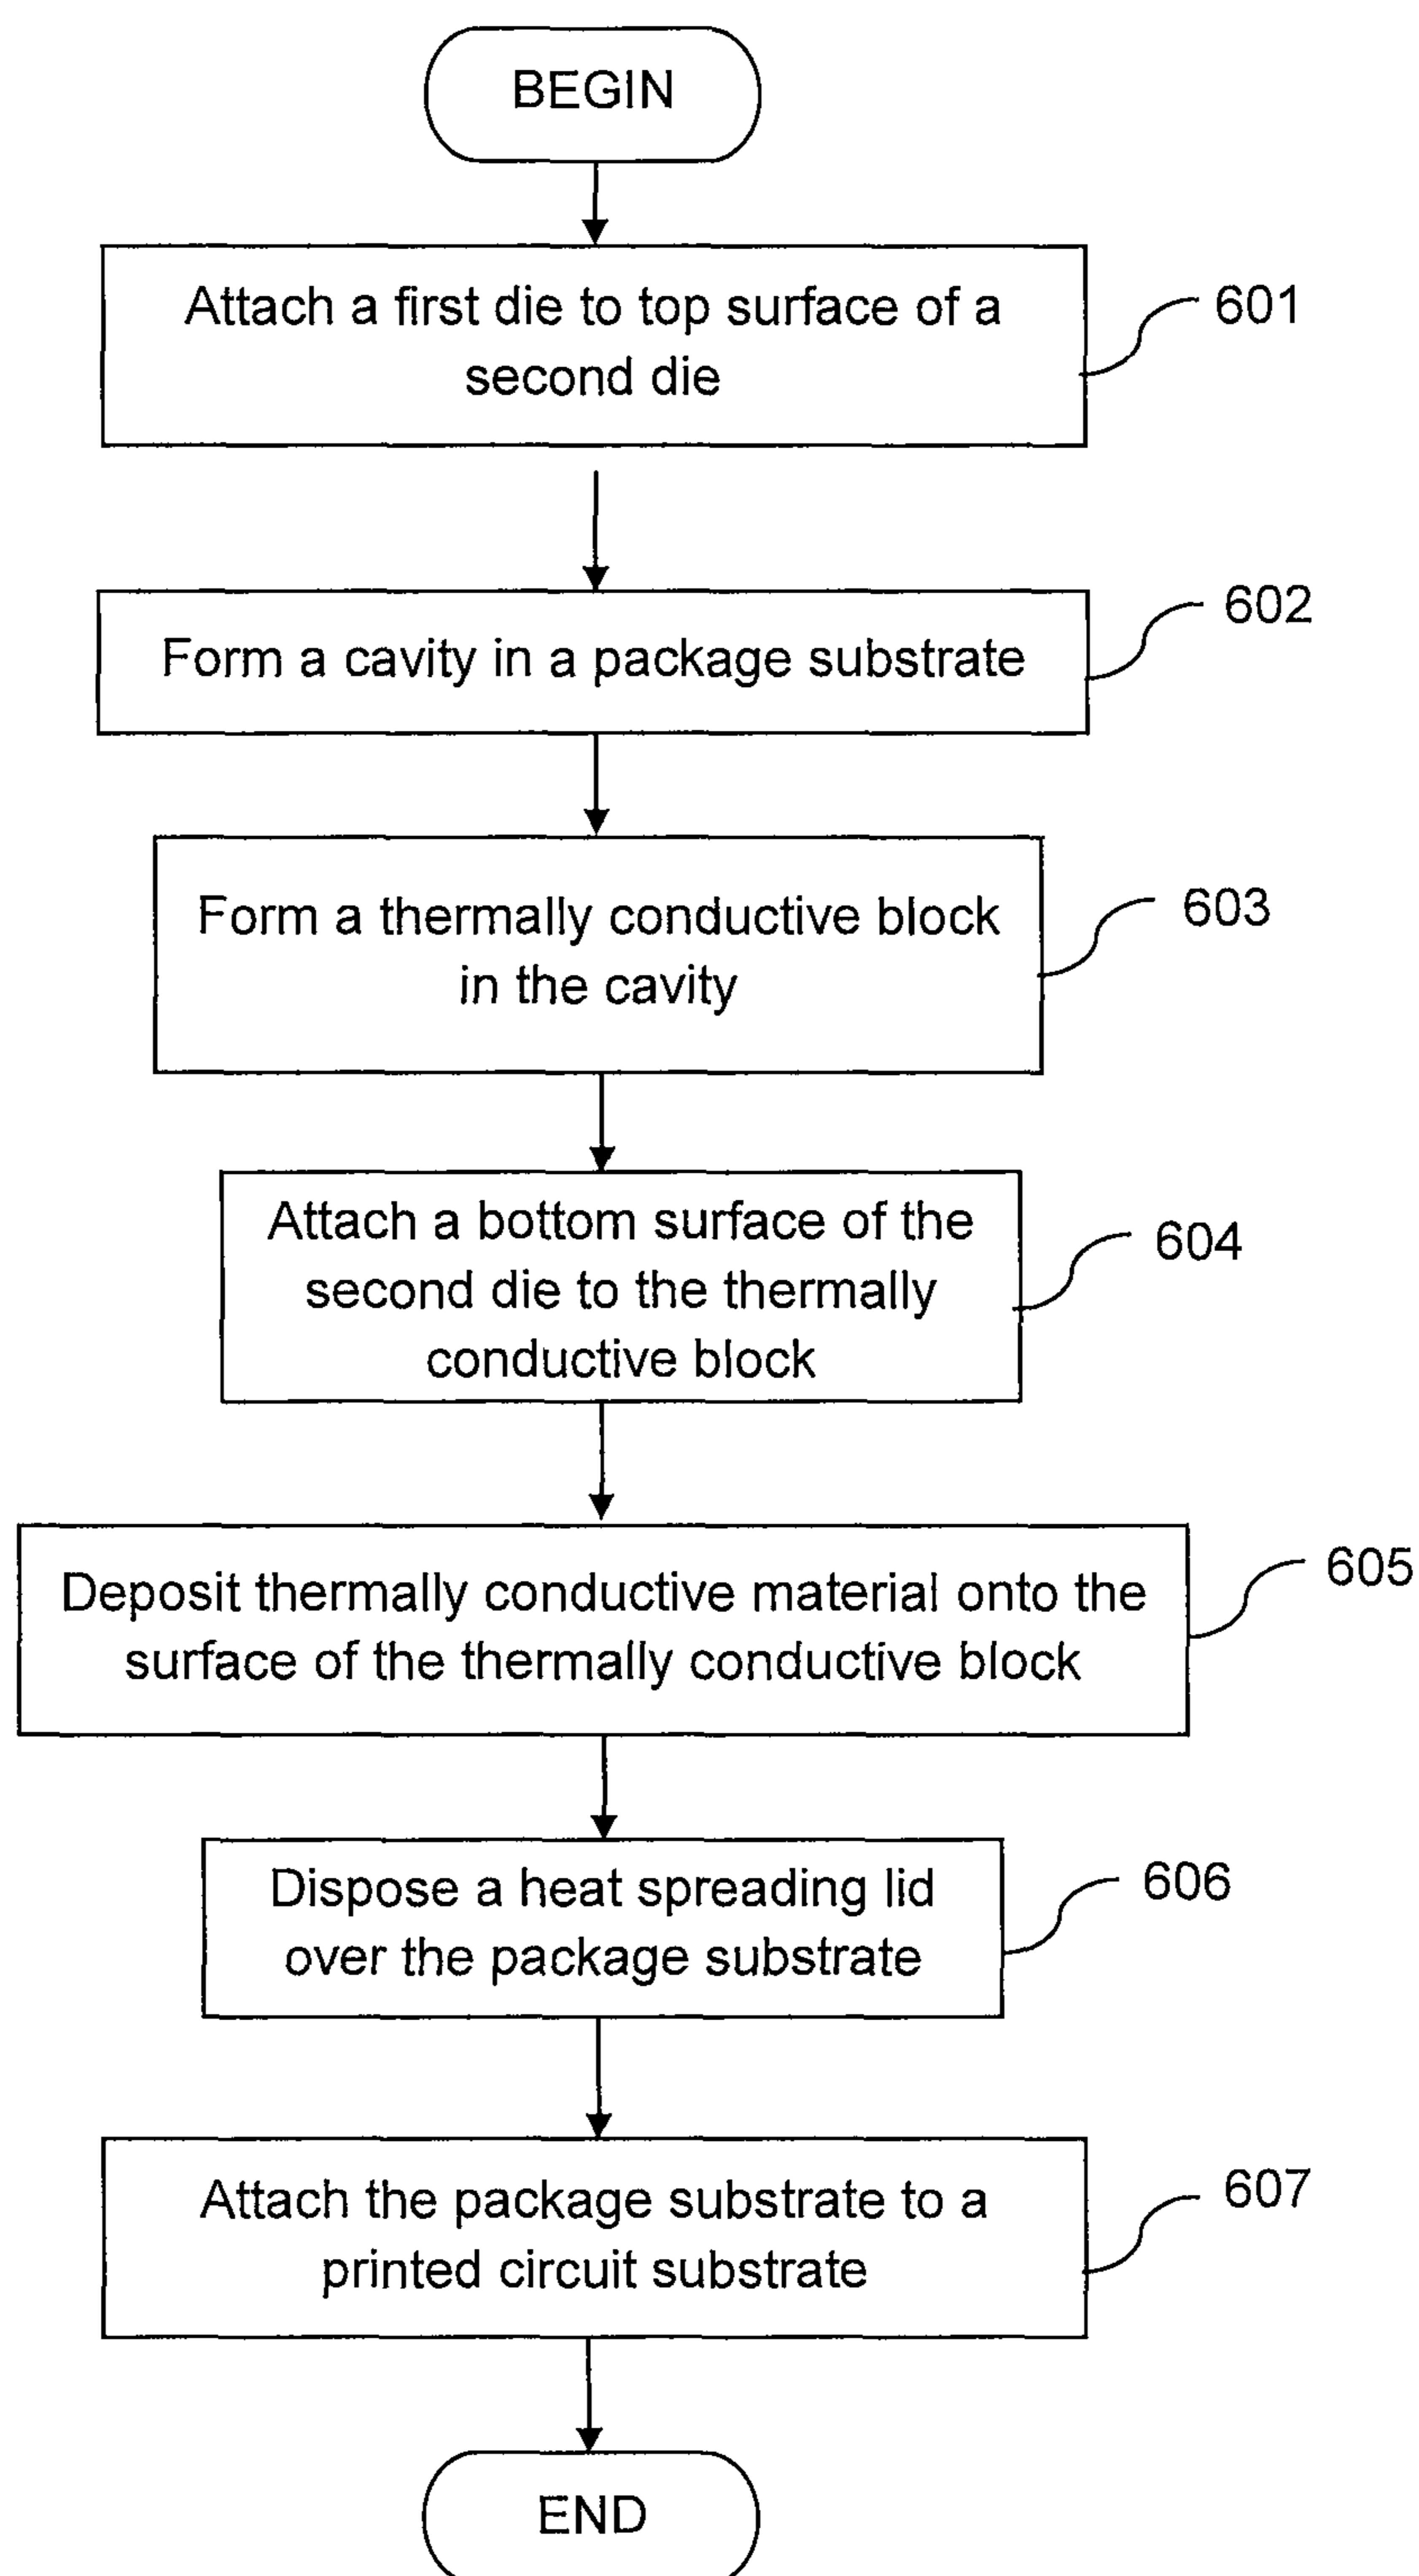 BEGIN
Attach a first die to top surface of a
second die
601
Form a cavity in a package substrate
602
Form a thermally conductive block
in the cavity
603
Attach a bottom surface of the
second die to the thermally
conductive block
604
Deposit thermally conductive material onto the
surface of the thermally conductive block
605
Dispose a heat spreading lid
over the package substrate
606
Attach the package substrate to a
printed circuit substrate
607
END